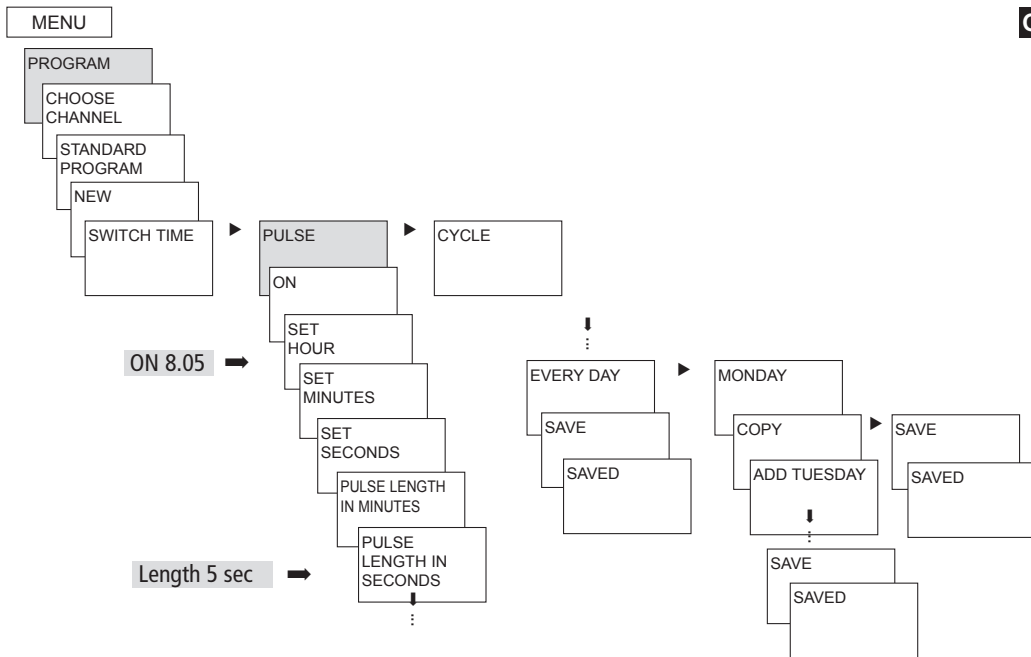 MENU
PROGRAM
CHOOSE
CHANNEL
STANDARD
PROGRAM
NEW
SWITCH TIME
PULSE
CYCLE
ON
SET
HOUR
ON 8.05
SET
MINUTES
SET
SECONDS
PULSE LENGTH
IN MINUTES
PULSE
LENGTH IN
SECONDS
Length 5 sec
EVERY DAY
SAVE
SAVED
MONDAY
COPY
ADD TUESDAY
SAVE
SAVED
SAVE
SAVED